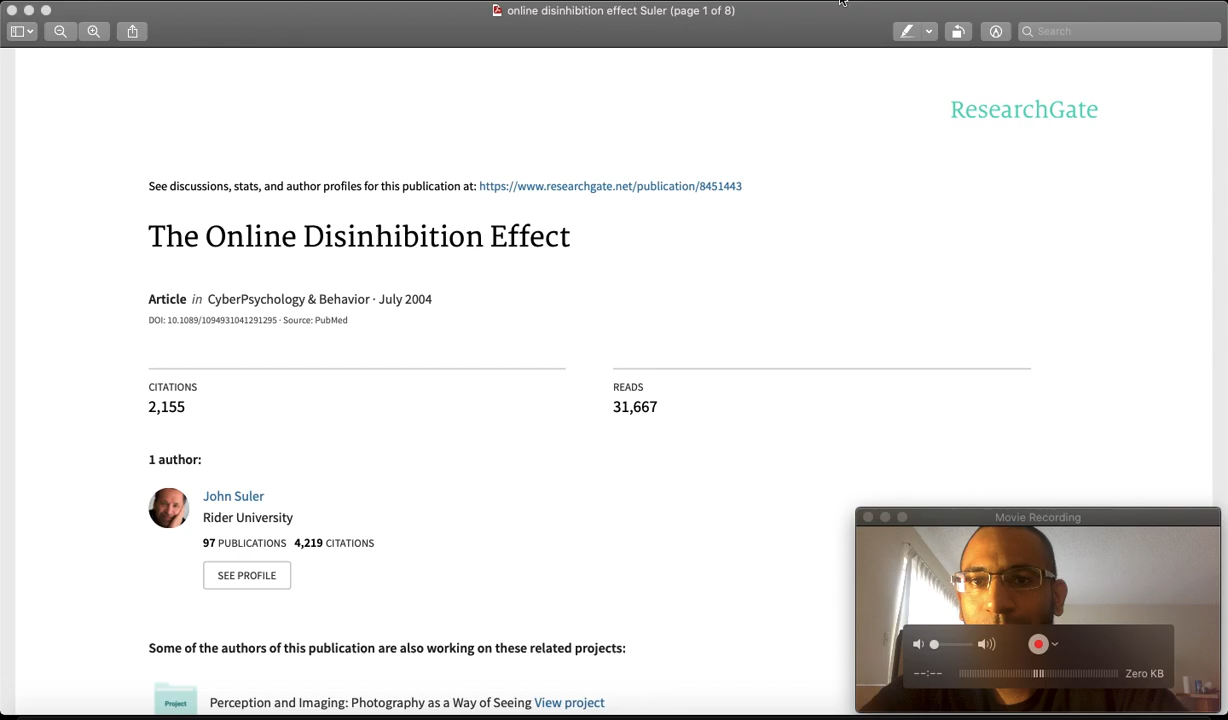 online disinhibition effect Suler (page 1 of 8)
Search
ResearchGate
See discussions, stats, and author profiles for this publication at: https://www.researchgate.net/publication/8451443
The Online Disinhibition Effect
Article in CyberPsychology & Behavior · July 2004
DOI: 10.1089/1094931041291295 · Source: PubMed
CITATIONS
2,155
READS
31,667
1 author:
John Suler
Rider University
97 PUBLICATIONS 4,219 CITATIONS
SEE PROFILE
Some of the authors of this publication are also working on these related projects:
Project
Perception and Imaging: Photography as a Way of Seeing View project
Movie Recording
--:--
Zero KB